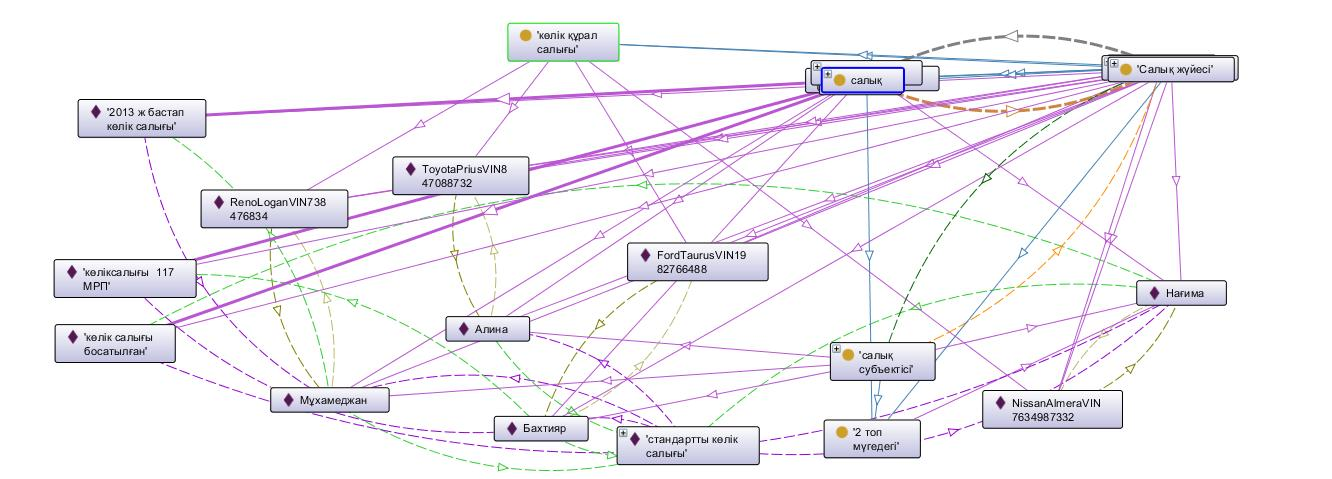 'көлік құрал
салығы'
салық
'Салық жүйесі'
'2013 ж бастап
көлік салығы'
ToyotaPriusVIN8
47088732
RenoLoganVIN738
476834
FordTaurusVIN19
82766488
'көліксалығы 117
МРП'
Нағима
Алина
'көлік салығы
босатылған'
'салық
субъектісі'
Мұхамеджан
NissanAlmeraVIN
7634987332
Бахтияр
'стандартты көлік
салығы'
'2 топ
мүгедегі'